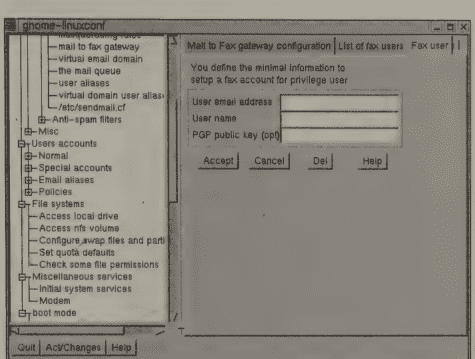 gnome-linuxconf
masquerading rules
mail to fax gateway
virtual email domain
the mail queue
user aliases
virtual domain user alias
/etc/sendmail.cf
Anti-spam filters
Misc
Users accounts
Normal
Special accounts
Email aliases
Policies
File systems
Access local drive
Access nfs volume
Configure swap files and parti
Set quota defaults
Check some file permissions
Miscellaneous services
Initial system services
Modem
boot mode
Mail to Fax gateway configuration
List of fax users
Fax user
You define the minimal information to
setup a fax account for privilege user
User email address
User name
PGP public key (opt)
Accept Cancel Del Help
Quit Act/Changes Help